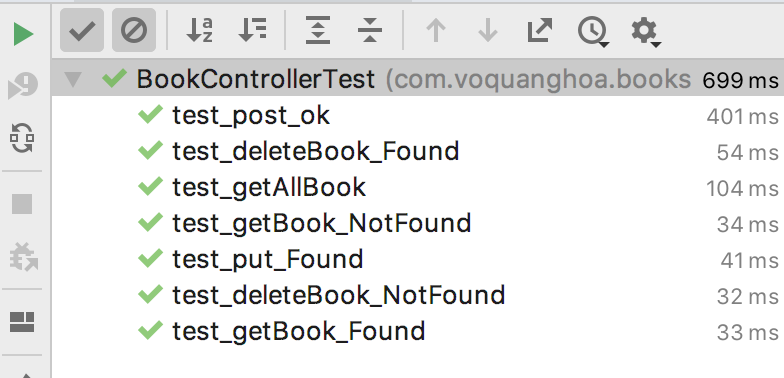 BookControllerTest (com.voquanghoa.books 699 ms
test_post_ok 401 ms
test_deleteBook_Found 54 ms
test_getAllBook 104 ms
test_getBook_NotFound 34 ms
test_put_Found 41 ms
test_deleteBook_NotFound 32 ms
test_getBook_Found 33 ms